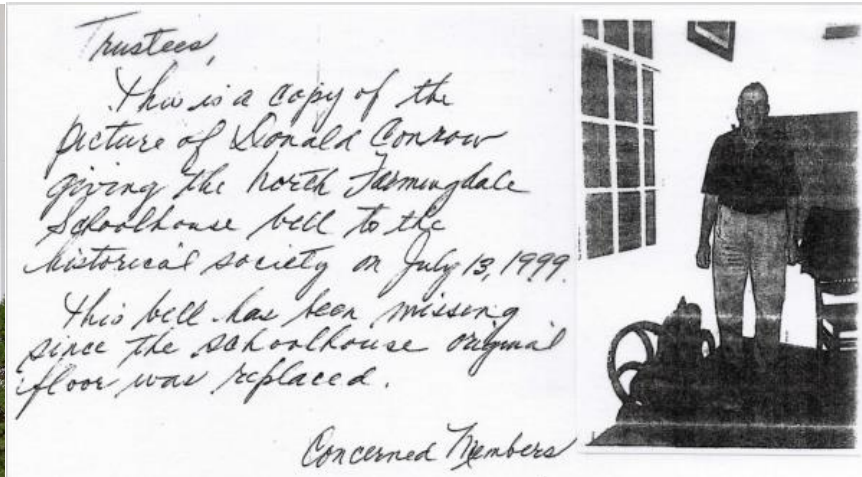 Trustees,
This is a copy of the
picture of Donald Conrow
giving the North Farmingdale
Schoolhouse bell to the
historical society on July 13, 1999.
This bell has been missing
since the schoolhouse original
floor was replaced.
Concerned Members